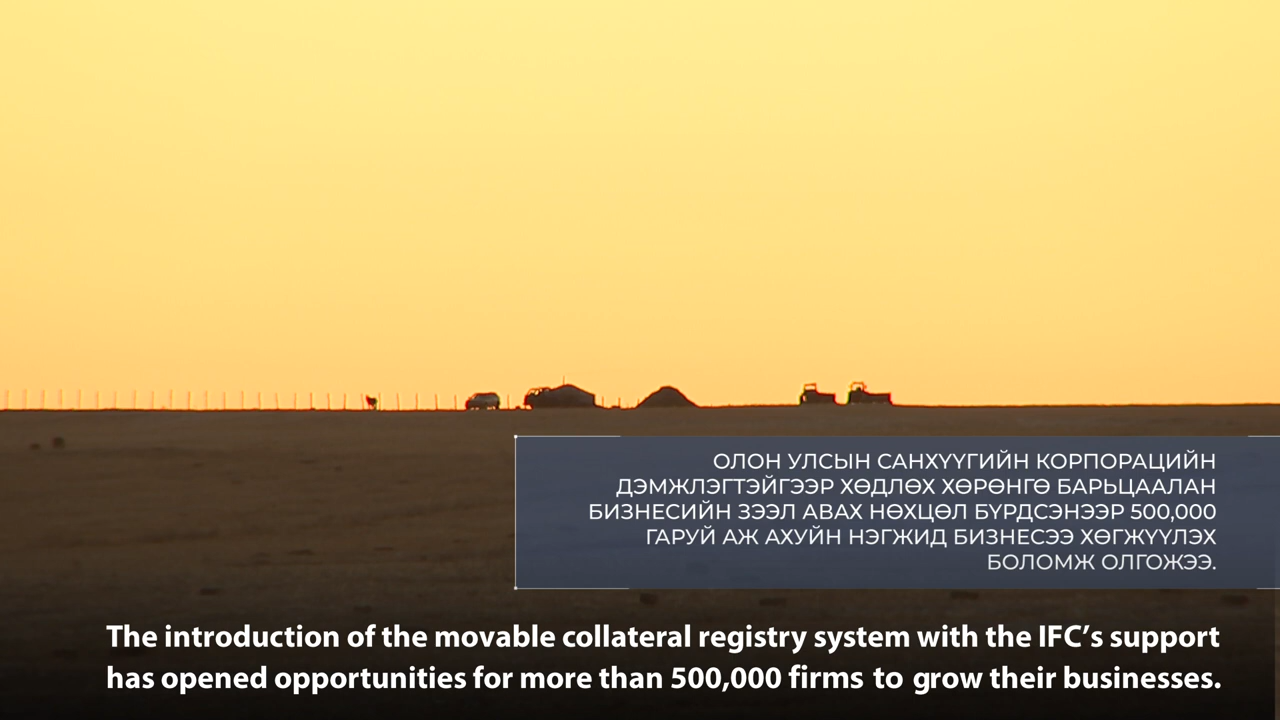 ОЛОН УЛСЫН САНХҮҮГИЙН КОРПОРАЦИЙН
ДЭМЖЛЭГТЭЙГЭЭР ХӨДЛӨХ ХӨРӨНГӨ БАРЬЦААЛАН
БИЗНЕСИЙН ЗЭЭЛ АВАХ НӨХЦӨЛ БҮРДСЭНЭЭР 500,000
ГАРУЙ АЖ АХУЙН НЭГЖИД БИЗНЕСЭЭ ХӨГЖҮҮЛЭХ
БОЛОМЖ ОЛГОЖЭЭ.
The introduction of the movable collateral registry system with the IFC’s support
has opened opportunities for more than 500,000 firms to grow their businesses.